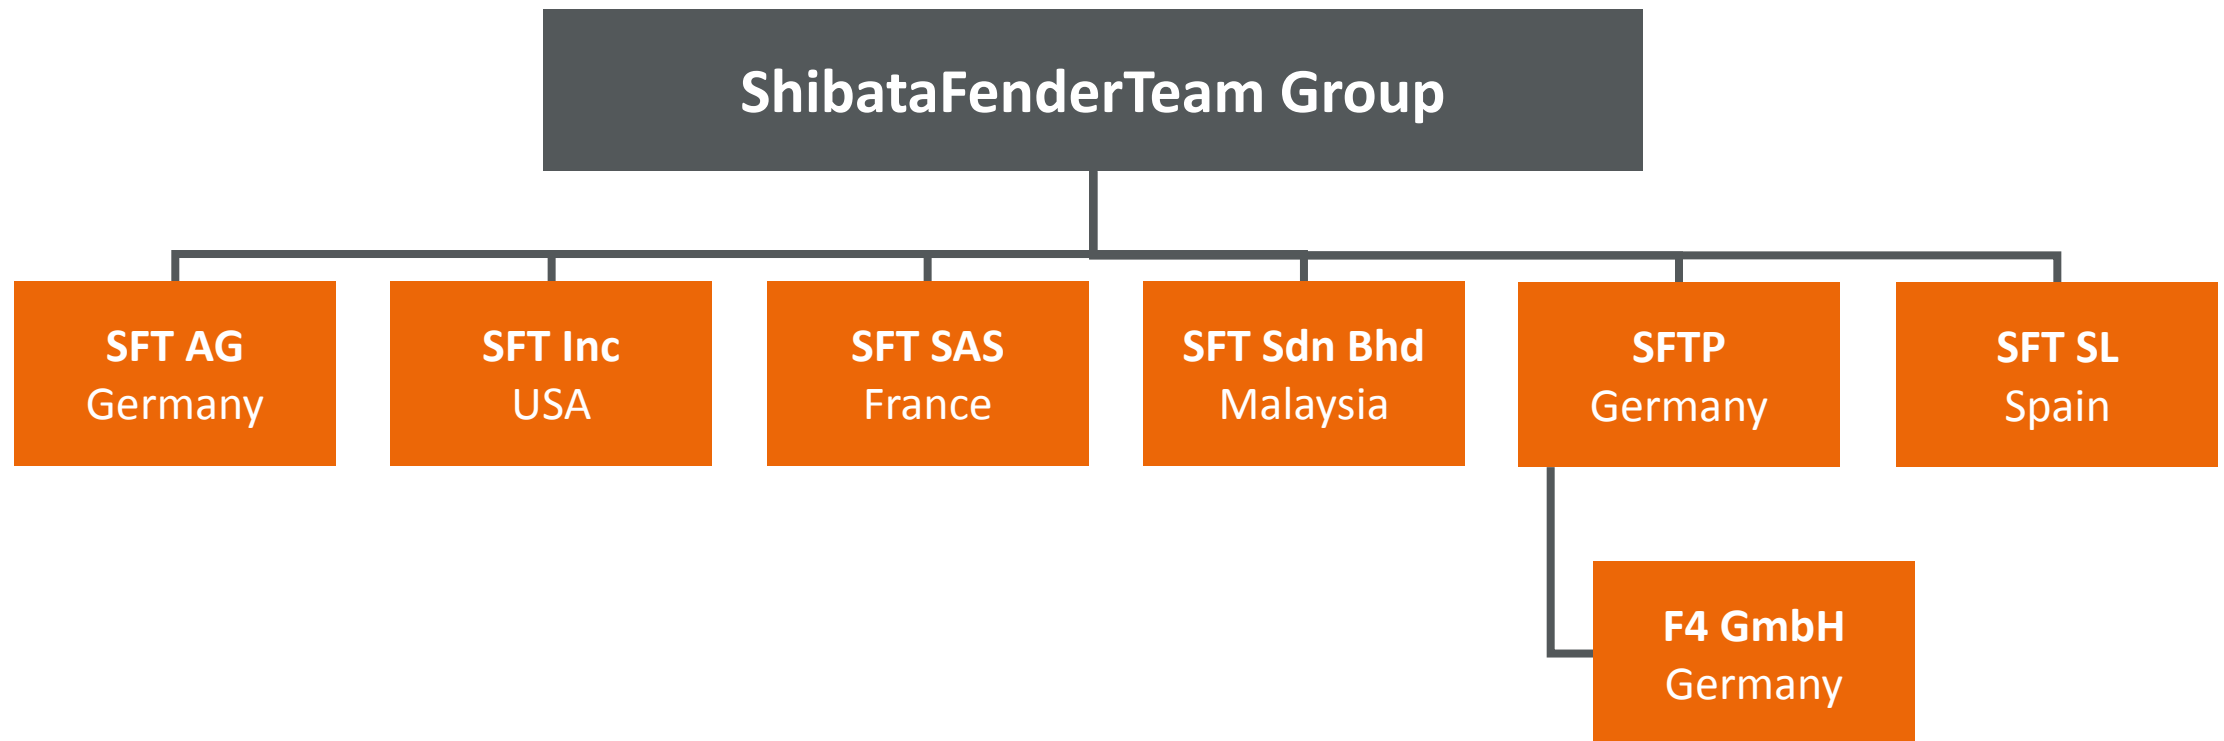 ShibataFenderTeam Group
SFT AG
Germany
SFT Inc
USA
SFT SAS
France
SFT Sdn Bhd
Malaysia
SFTP
Germany
SFT SL
Spain
F4 GmbH
Germany